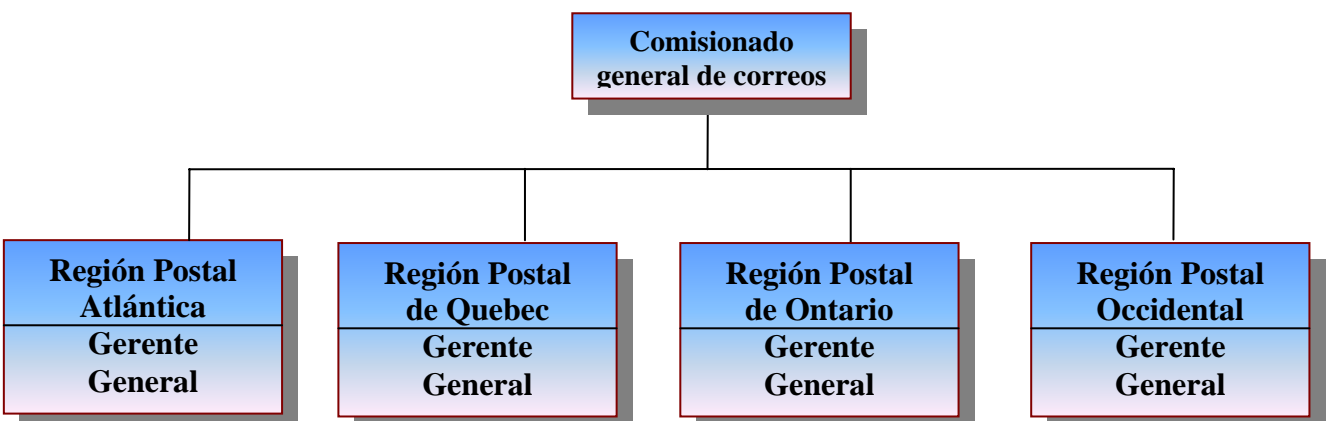 Comisionado
general de correos
Región Postal
Atlántica
Gerente
General
Región Postal
de Quebec
Gerente
General
Región Postal
de Ontario
Gerente
General
Región Postal
Occidental
Gerente
General